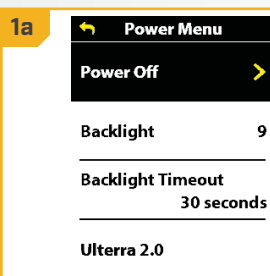 1a
Power Menu
Power Off
Backlight 9
Backlight Timeout
30 seconds
Ulterra 2.0